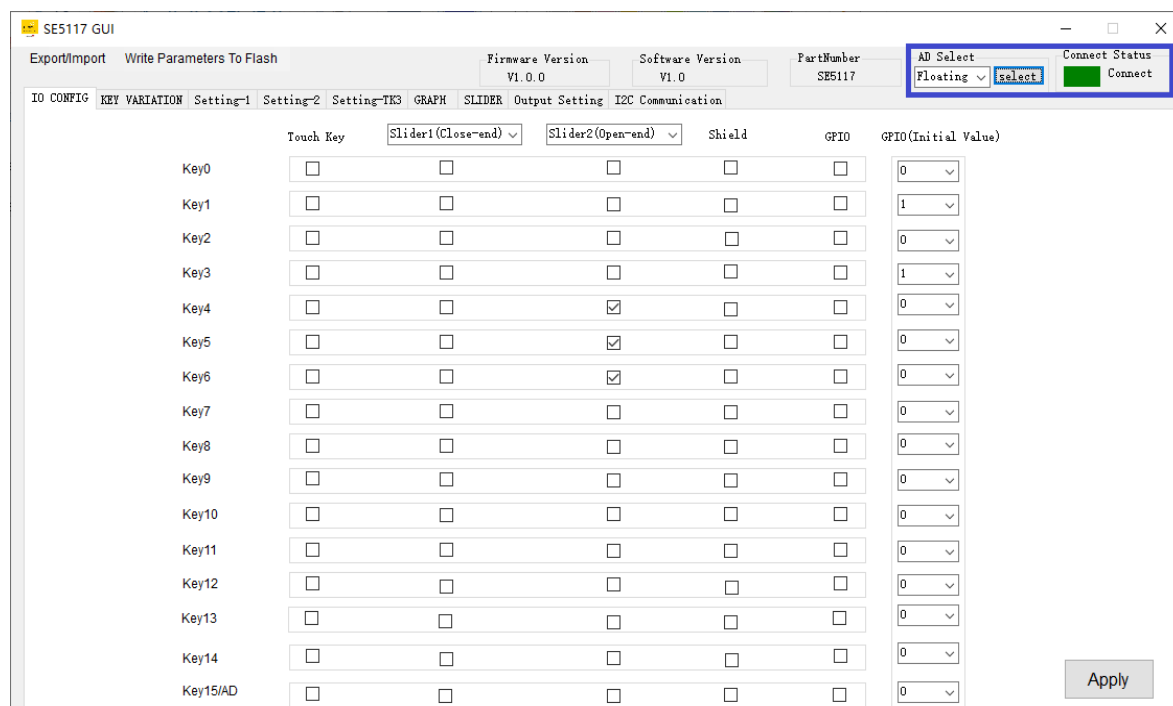 SE5117 GUI
Export/Import Write Parameters To Flash
Firmware Version Software Version PartNumber AD Select Connect Status
V1.0.0 V1.0 SE5117 Floating select Connect
IO CONFIG KEY VARIATION Setting-1 Setting-2 Setting-TK3 GRAPH SLIDER Output Setting I2C Communication
Touch Key Slider1(Close-end) Slider2(Open-end) Shield GPIO GPIO(Initial Value)
Key0 0
Key1 1
Key2 0
Key3 1
Key4 0
Key5 0
Key6 0
Key7 0
Key8 0
Key9 0
Key10 0
Key11 0
Key12 0
Key13 0
Key14 0
Key15/AD 0
Apply